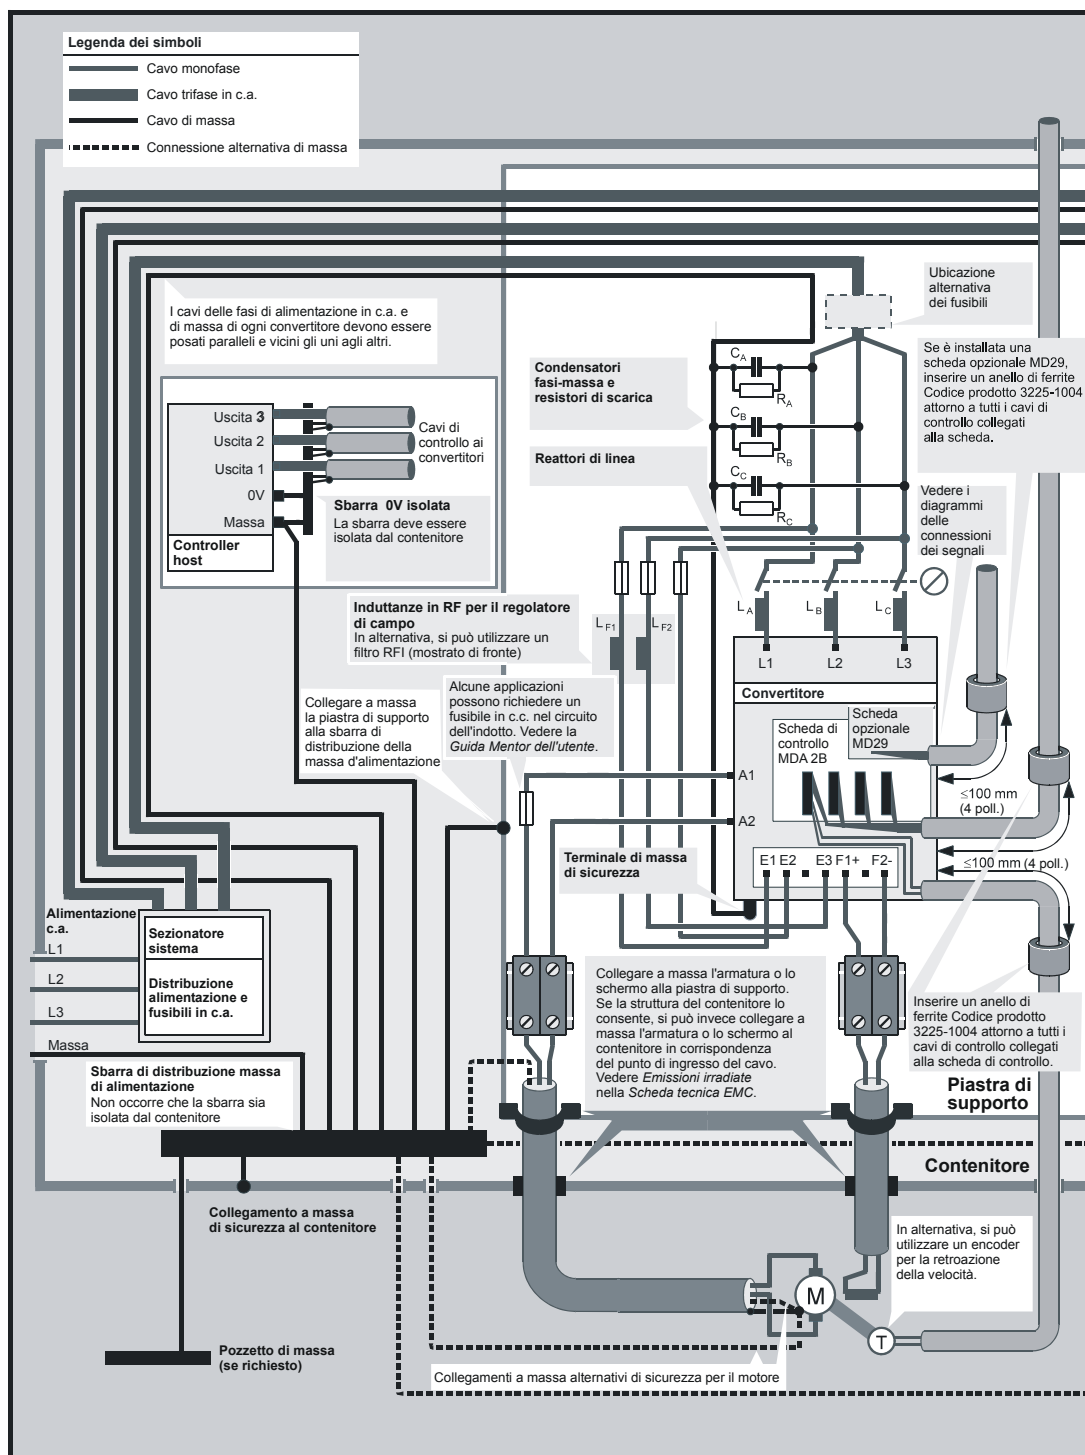 Legenda dei simboli
Cavo monofase
Cavo trifase in c.a.
Cavo di massa
Connessione alternativa di massa
I cavi delle fasi di alimentazione in c.a. e
di massa di ogni convertitore devono essere
posati paralleli e vicini gli uni agli altri.
Ubicazione
alternativa
dei fusibili
Se è installata una
scheda opzionale MD29,
inserire un anello di ferrite
Codice prodotto 3225-1004
attorno a tutti i cavi di
controllo collegati
alla scheda.
Condensatori
fasi-massa e
resistori di scarica
Reattori di linea
CA
RA
CB
RB
CC
RC
Uscita 3
Uscita 2
Uscita 1
0V
Massa
Controller
host
Cavi di
controllo ai
convertitori
Sbarra 0V isolata
La sbarra deve essere
isolata dal contenitore
Vedere i
diagrammi
delle
connessioni
dei segnali
Induttanze in RF per il regolatore
di campo
In alternativa, si può utilizzare un
filtro RFI (mostrato di fronte)
LF1
LF2
LA
LB
LC
L1
L2
L3
Convertitore
Scheda di
controllo
MDA 2B
Scheda
opzionale
MD29
Collegare a massa
la piastra di supporto
alla sbarra di
distribuzione della
massa d'alimentazione
Alcune applicazioni
possono richiedere un
fusibile in c.c. nel circuito
dell'indotto. Vedere la
Guida Mentor dell'utente.
A1
A2
≤100 mm
(4 poll.)
≤100 mm (4 poll.)
Terminale di massa
di sicurezza
E1 E2 E3 F1+ F2-
Alimentazione
c.a.
L1
L2
L3
Massa
Sezionatore
sistema
Distribuzione
alimentazione e
fusibili in c.a.
Collegare a massa l'armatura o lo
schermo alla piastra di supporto.
Se la struttura del contenitore lo
consente, si può invece collegare a
massa l'armatura o lo schermo al
contenitore in corrispondenza
del punto di ingresso del cavo.
Vedere Emissioni irradiate
nella Scheda tecnica EMC.
Inserire un anello di
ferrite Codice prodotto
3225-1004 attorno a tutti i
cavi di controllo collegati
alla scheda di controllo.
Sbarra di distribuzione massa
di alimentazione
Non occorre che la sbarra sia
isolata dal contenitore
Piastra di
supporto
Contenitore
Collegamento a massa
di sicurezza al contenitore
In alternativa, si può
utilizzare un encoder
per la retroazione
della velocità.
M
T
Pozzetto di massa
(se richiesto)
Collegamenti a massa alternativi di sicurezza per il motore